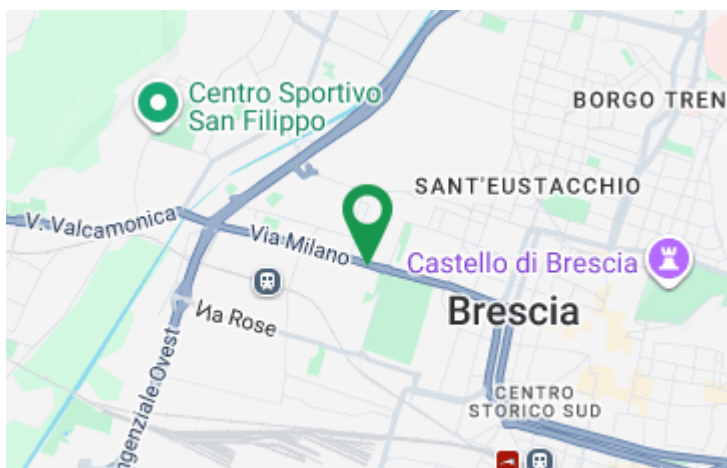 Centro Sportivo
San Filippo
BORGO TREN
SANT'EUSTACCHIO
V. Valcamonica
Via Milano
Castello di Brescia
Via Rose
Brescia
ngenziale Ovest
CENTRO
STORICO SUD